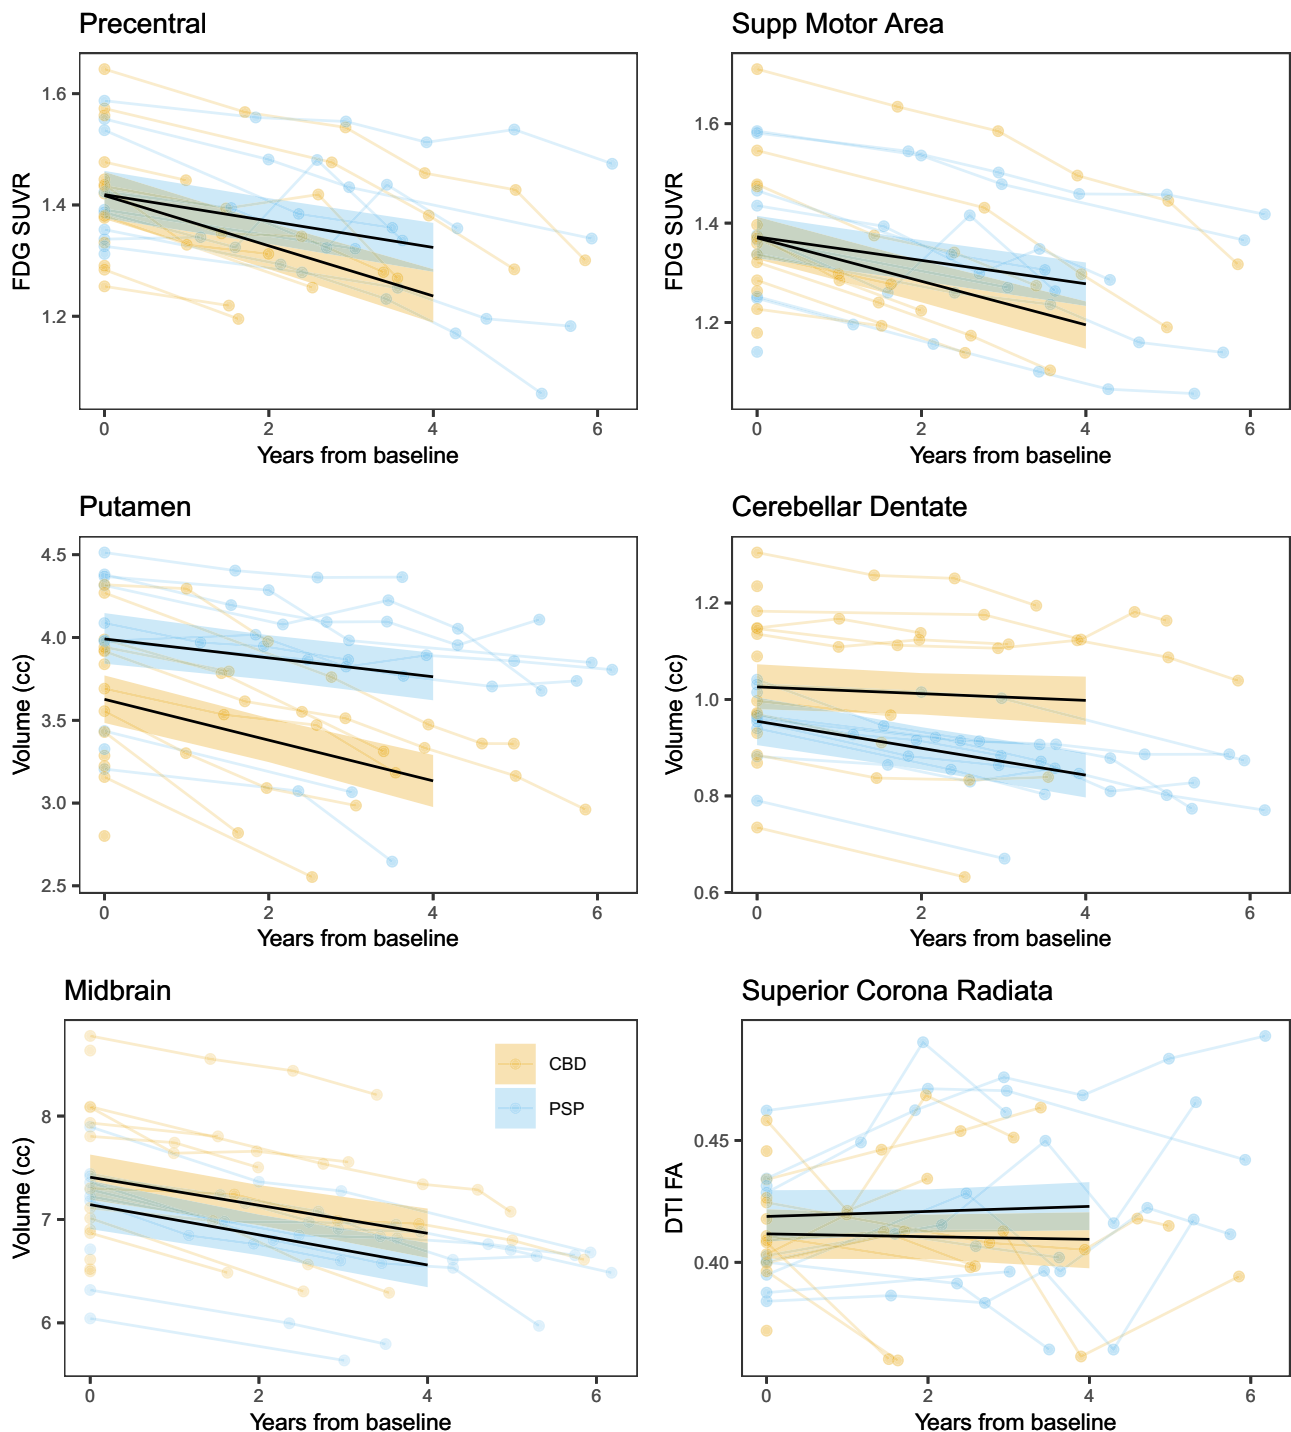 Precentral
Supp Motor Area
1.6
1.4
1.2
FDG SUVR
0 2 4 6
Years from baseline
1.6
1.4
1.2
FDG SUVR
0 2 4 6
Years from baseline
Putamen
Cerebellar Dentate
4.5
4.0
3.5
3.0
2.5
Volume (cc)
0 2 4 6
Years from baseline
1.2
1.0
0.8
0.6
Volume (cc)
0 2 4 6
Years from baseline
Midbrain
Superior Corona Radiata
8
7
6
Volume (cc)
CBD
PSP
0 2 4 6
Years from baseline
0.45
0.40
DTI FA
0 2 4 6
Years from baseline